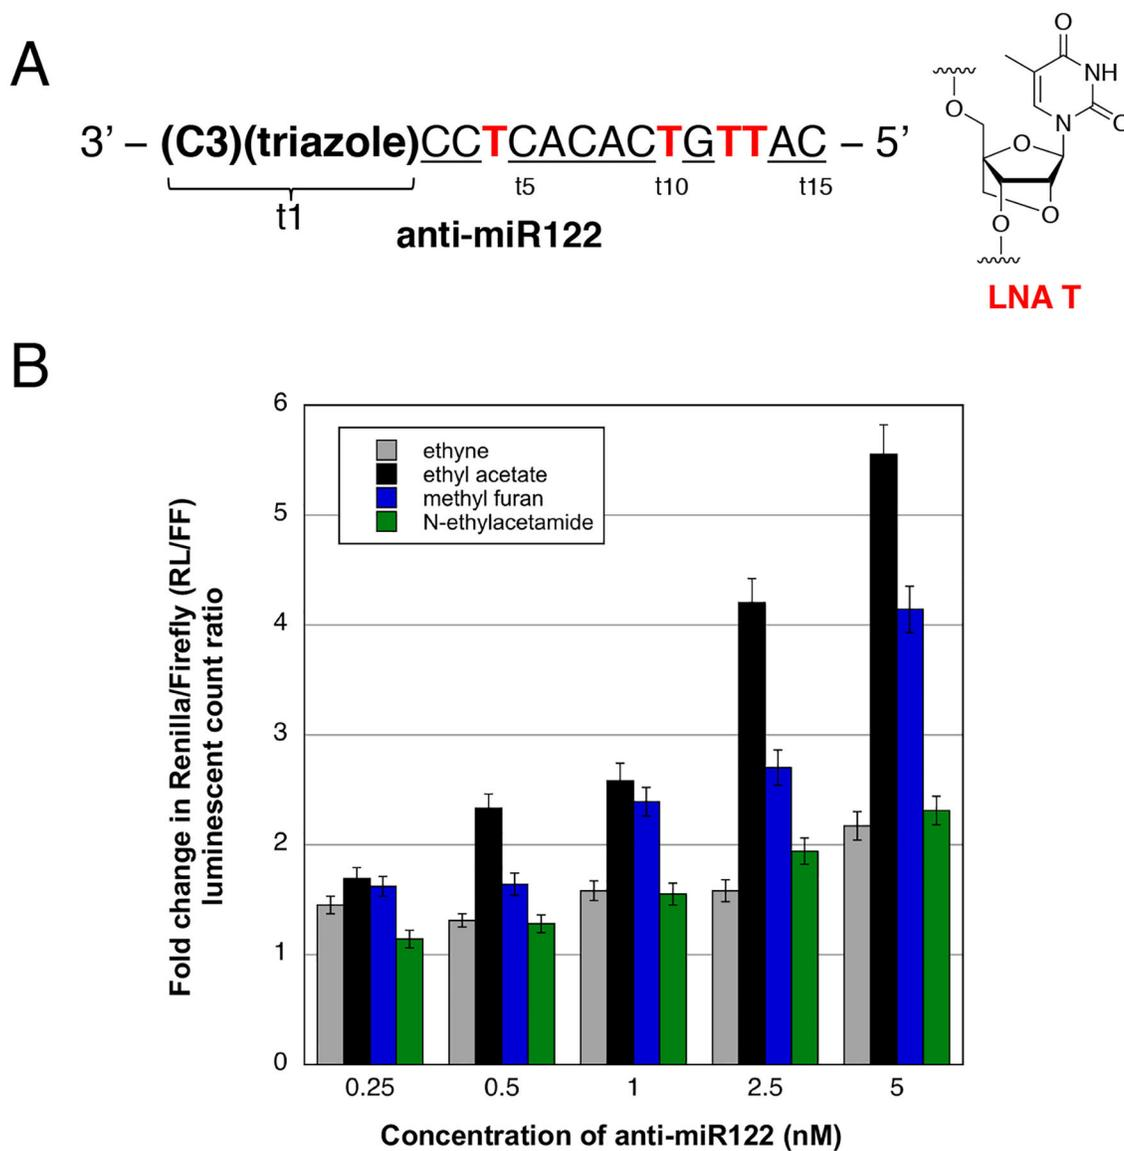 A
3’ – (C3)(triazole)CCTCACACTGTTAC – 5’
t5 t10 t15
t1
anti-miR122
O
NH
O
N
O
O
O
O
LNA T
B
6
5
4
3
2
1
0
ethyne
ethyl acetate
methyl furan
N-ethylacetamide
Fold change in Renilla/Firefly (RL/FF)
luminescent count ratio
0.25 0.5 1 2.5 5
Concentration of anti-miR122 (nM)